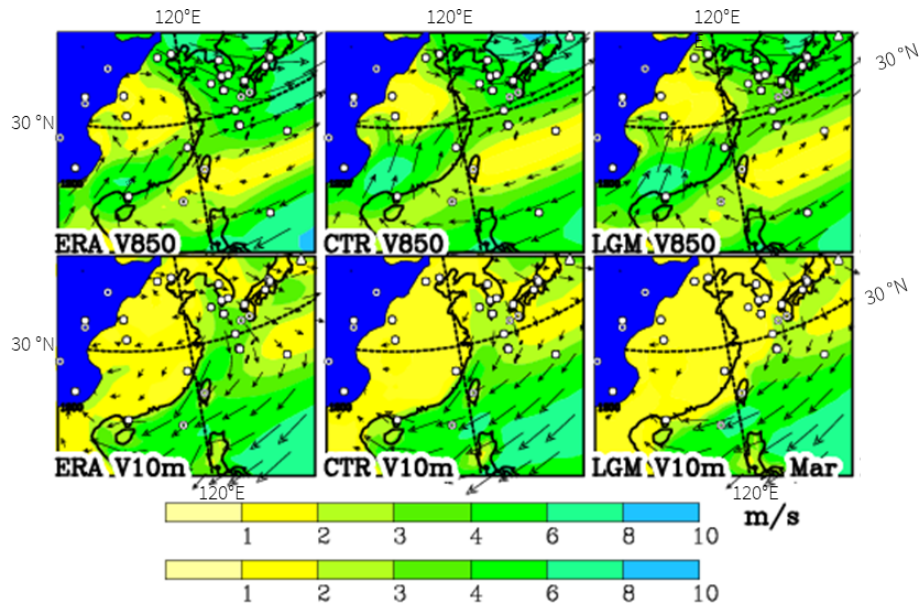 120°E 120°E 120°E
30 °N
30 °N
ERA V850 CTR V850 LGM V850
30 °N
30 °N
ERA V10m CTR V10m LGM V10m Mar
120°E 120°E
m/s
1 2 3 4 6 8 10
1 2 3 4 6 8 10